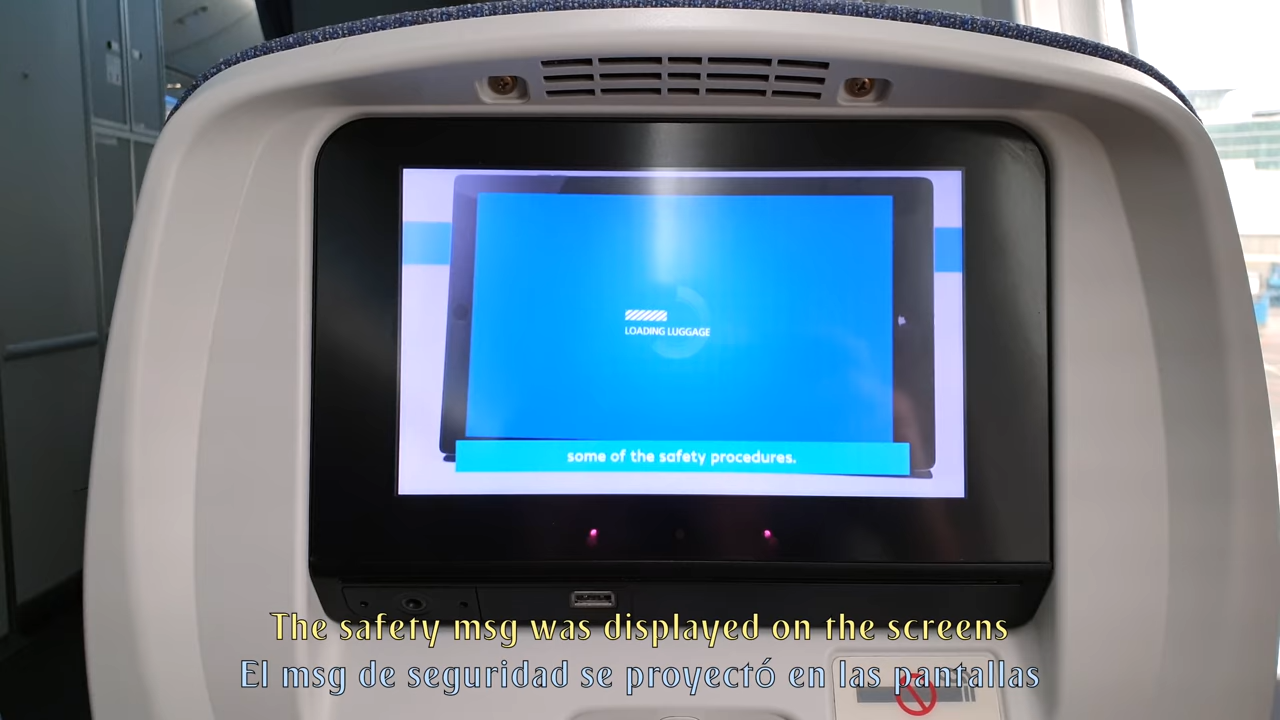 LOADING LUGGAGE
some of the safety procedures.
The safety msg was displayed on the screens
El msg de seguridad se proyectó en las pantallas